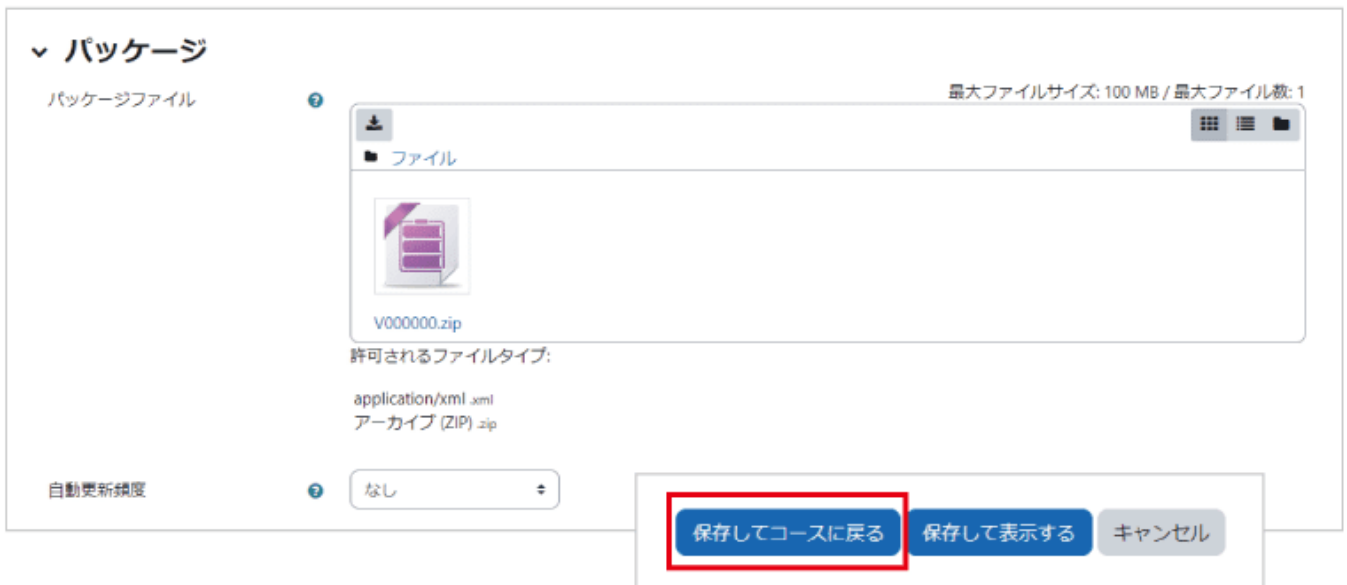 パッケージ
パッケージファイル
最大ファイルサイズ: 100 MB / 最大ファイル数: 1
ファイル
V000000.zip
許可されるファイルタイプ:
application/xml .xml
アーカイブ (ZIP) .zip
自動更新頻度
なし
保存してコースに戻る 保存して表示する キャンセル